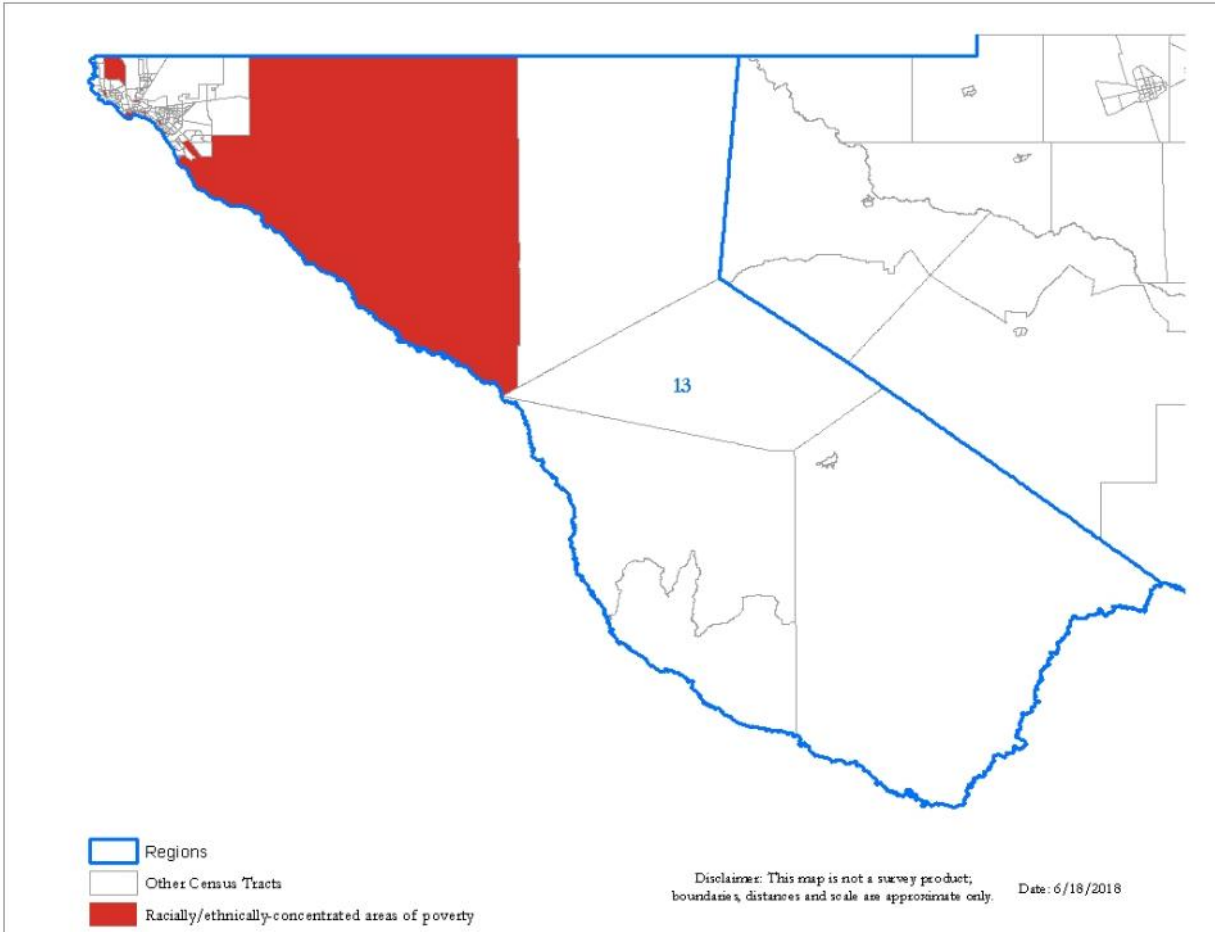 13
Regions
Other Census Tracts
Racially/ethnically-concentrated areas of poverty
Disclaimer: This map is not a survey product;
boundaries, distances and scale are approximate only.
Date: 6/18/2018